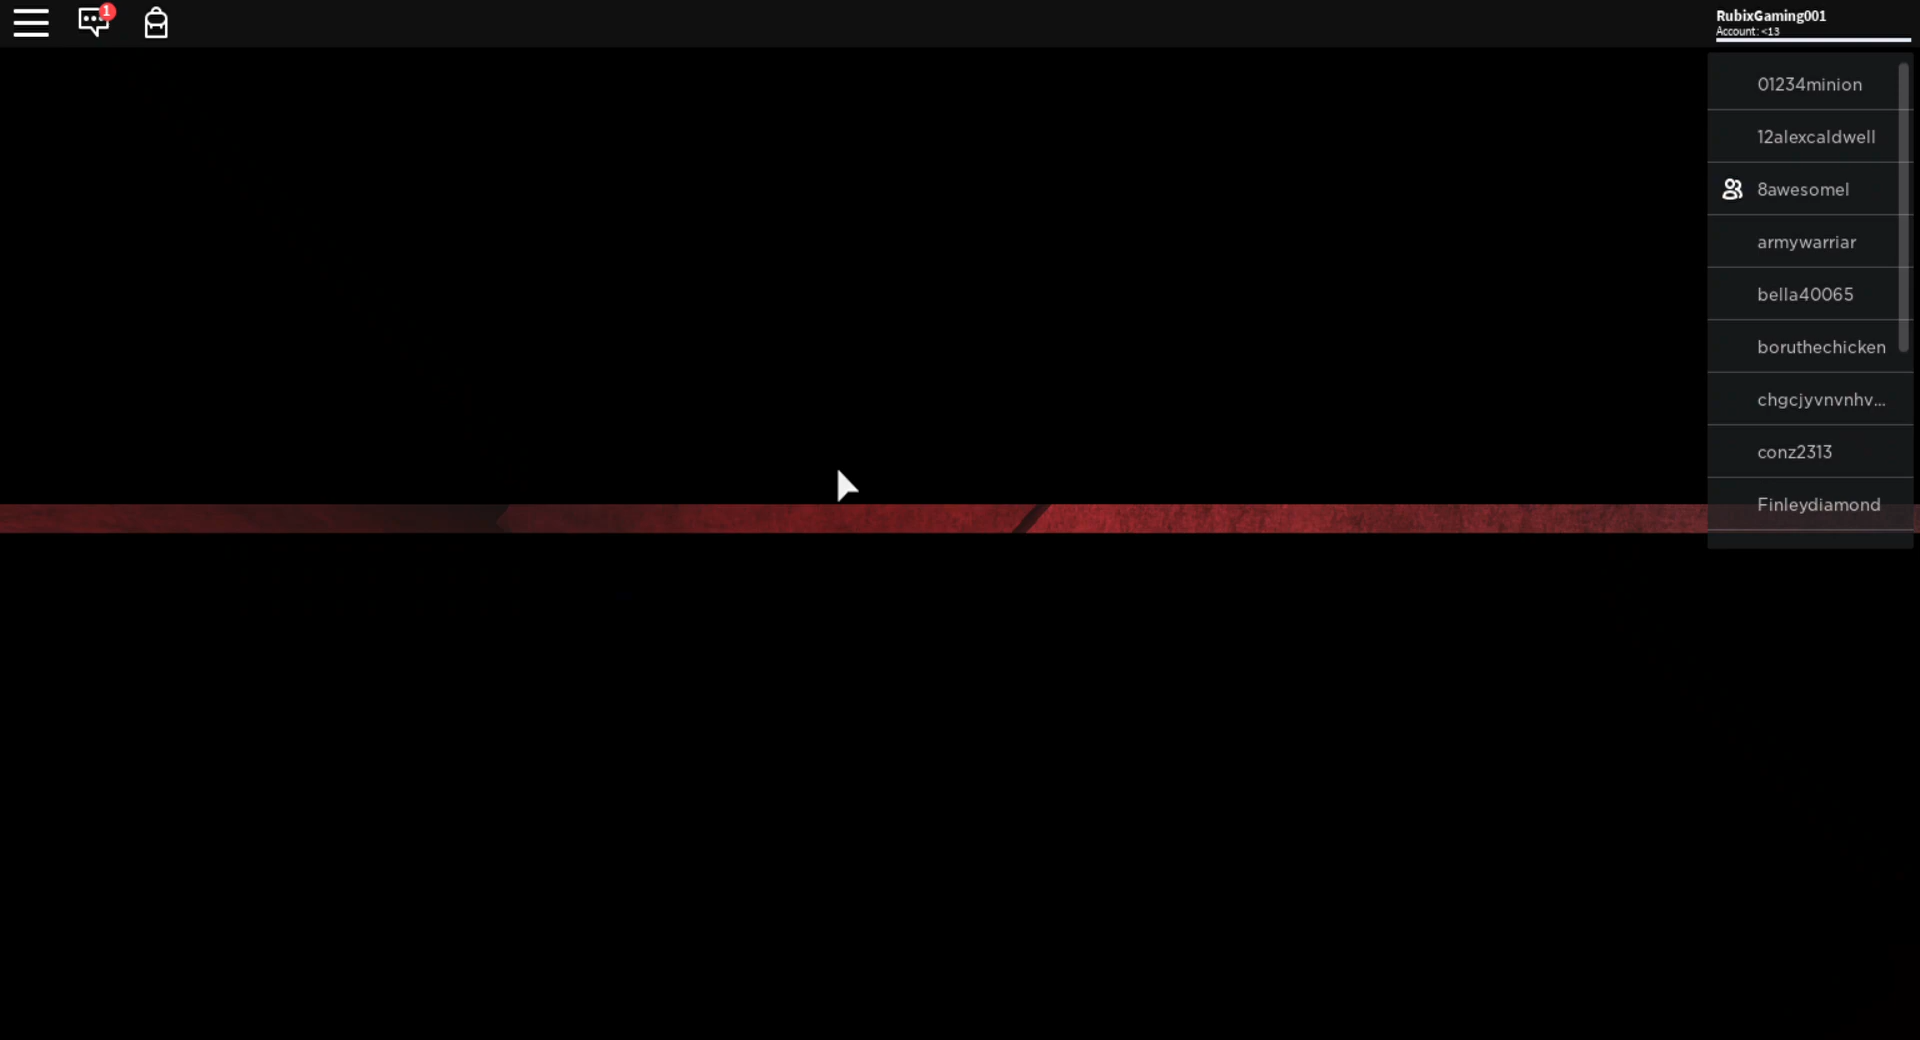 1
RubixGaming001
Account: <13
01234minion
12alexcaldwell
8awesomel
armywarriar
bella40065
boruthechicken
chgcjyvnvnhv...
conz2313
Finleydiamond